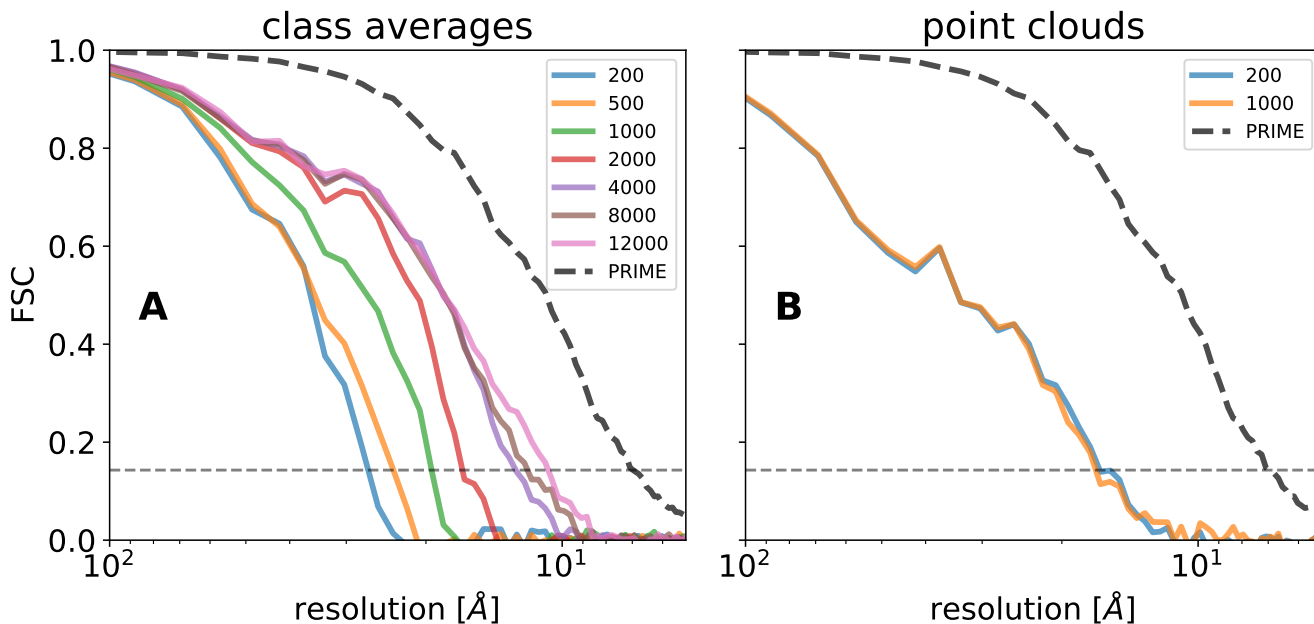 class averages
1.0
0.8
0.6
0.4
0.2
0.0
FSC
200
500
1000
2000
4000
8000
12000
PRIME
A
10²
10¹
resolution [Å]
point clouds
200
1000
PRIME
B
10²
10¹
resolution [Å]